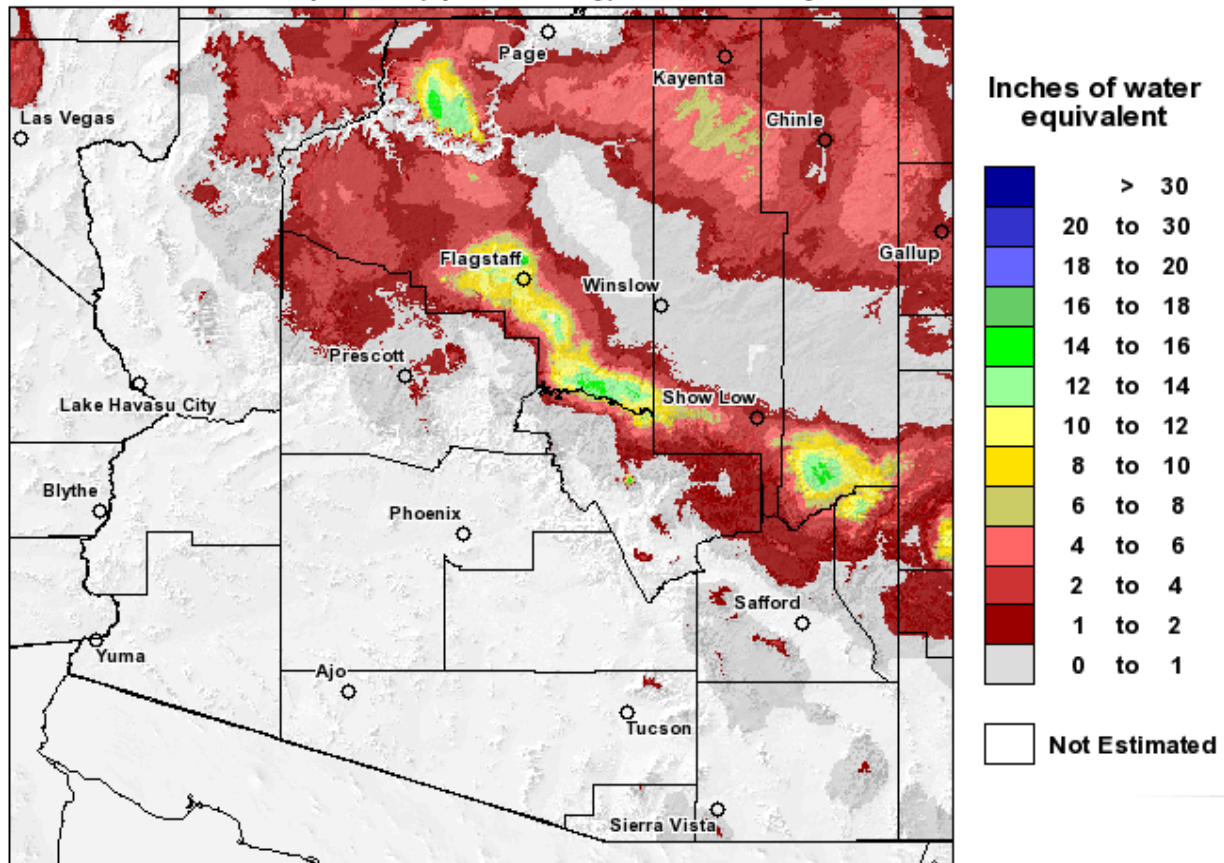 Page
Kayenta
Las Vegas
Chinle
Gallup
Flagstaff
Winslow
Prescott
Lake Havasu City
Show Low
Blythe
Phoenix
Safford
Yuma
Ajo
Tucson
Sierra Vista
Inches of water
equivalent
> 30
20 to 30
18 to 20
16 to 18
14 to 16
12 to 14
10 to 12
8 to 10
6 to 8
4 to 6
2 to 4
1 to 2
0 to 1
Not Estimated